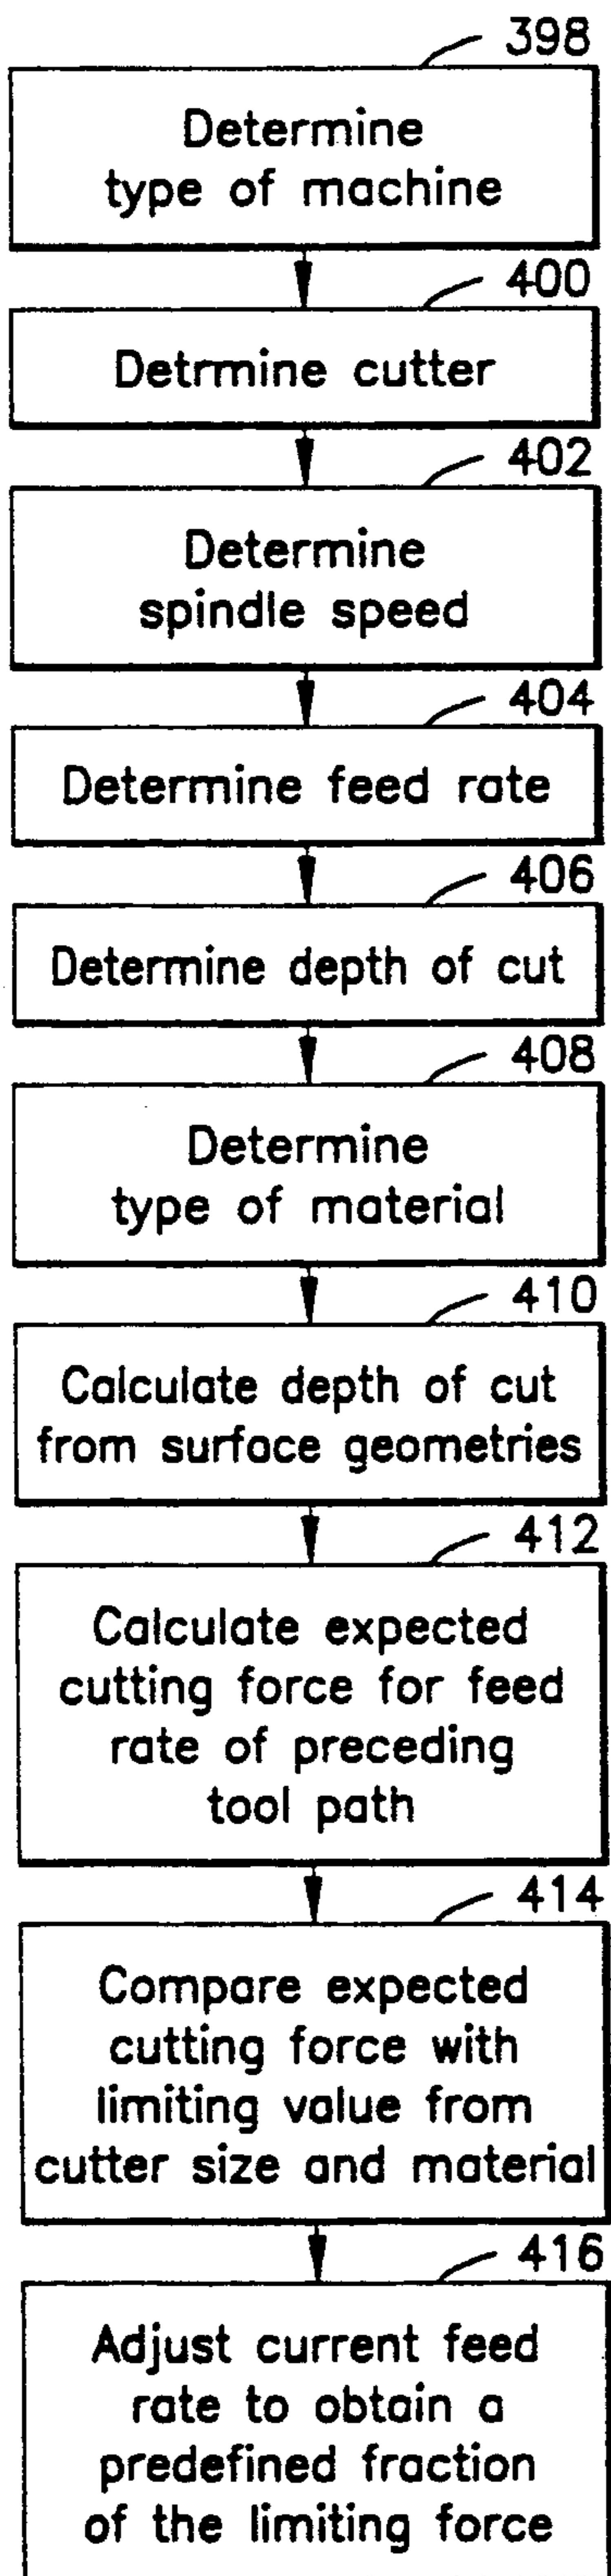 398
Determine
type of machine
400
Detrmine cutter
402
Determine
spindle speed
404
Determine feed rate
406
Determine depth of cut
408
Determine
type of material
410
Calculate depth of cut
from surface geometries
412
Calculate expected
cutting force for feed
rate of preceding
tool path
414
Compare expected
cutting force with
limiting value from
cutter size and material
416
Adjust current feed
rate to obtain a
predefined fraction
of the limiting force